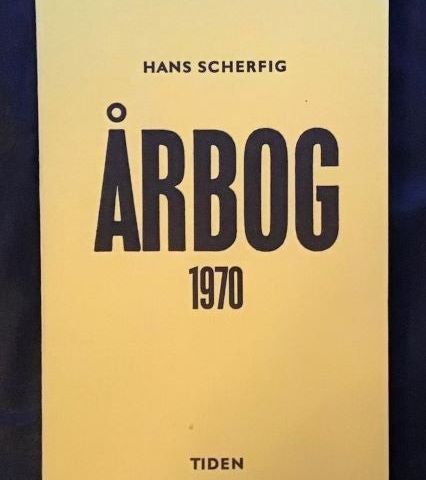 HANS SCHERFIG
ÅRBOG
1970
TIDEN